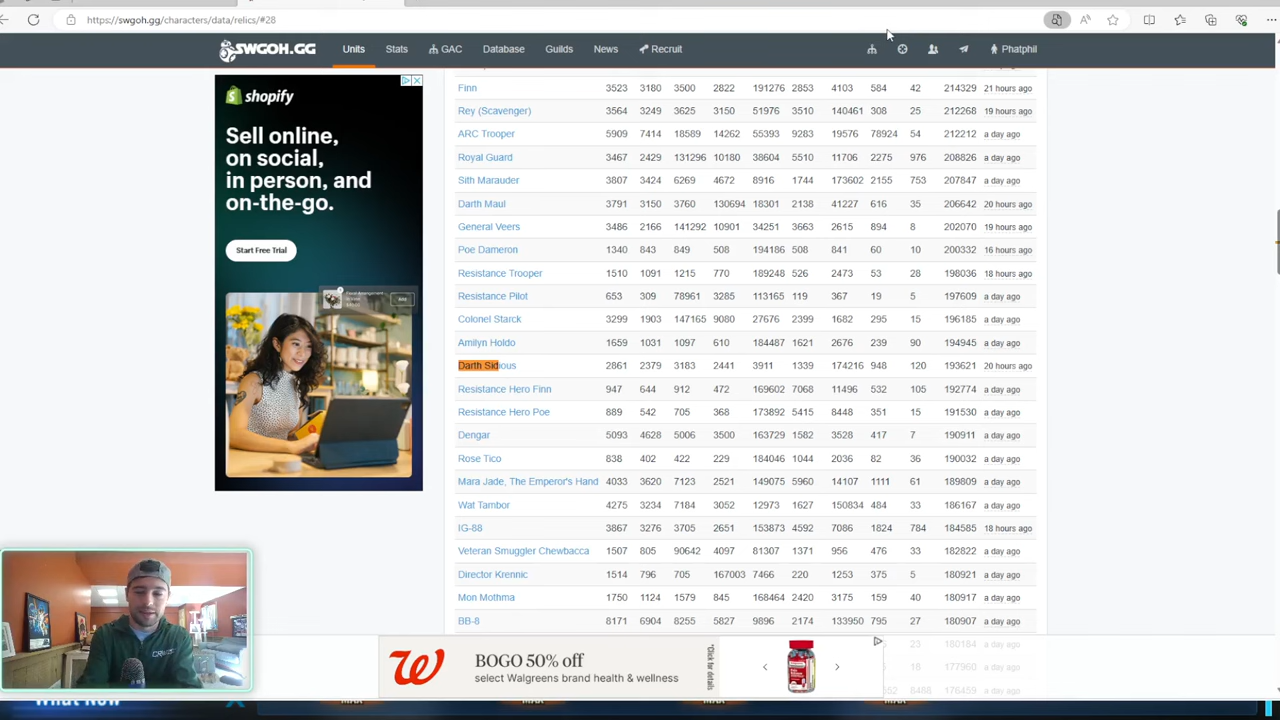 https://swgoh.gg/characters/data/relics/#28
SWGOH.GG Units Stats GAC Database Guilds News Recruit Phatphil
shopify
Sell online,
on social,
in person, and
on-the-go.
Start Free Trial
Finn 3523 3180 3500 2822 191276 2853 4103 584 42 214329 21 hours ago
Rey (Scavenger) 3564 3249 3625 3150 51976 3510 140461 308 25 212268 19 hours ago
ARC Trooper 5909 7414 18589 14262 55393 9283 19576 78924 54 212212 a day ago
Royal Guard 3467 2429 131296 10180 38604 5510 11706 2275 976 208826 a day ago
Sith Marauder 3807 3424 6269 4672 8916 1744 173602 2155 753 207847 a day ago
Darth Maul 3791 3150 3760 130694 18301 2138 41227 616 35 206642 20 hours ago
General Veers 3486 2166 141292 10901 34251 3663 2615 894 8 202070 19 hours ago
Poe Dameron 1340 843 849 508 194186 508 841 60 10 200332 16 hours ago
Resistance Trooper 1510 1091 1215 770 189248 526 2473 53 28 198036 18 hours ago
Resistance Pilot 653 309 78961 3285 113165 119 367 19 5 197609 a day ago
Colonel Starck 3299 1903 147165 9080 27676 2399 1682 295 15 196185 a day ago
Amilyn Holdo 1659 1031 1097 610 184487 1621 2676 239 90 194945 a day ago
Darth Sidious 2861 2379 3183 2441 3911 1339 174216 948 120 193621 20 hours ago
Resistance Hero Finn 947 644 912 472 169602 7068 11496 532 105 192774 a day ago
Resistance Hero Poe 889 542 705 368 173892 5415 8448 351 15 191530 a day ago
Dengar 5093 4628 5006 3500 163729 1582 3528 417 7 190911 a day ago
Rose Tico 838 402 422 229 184046 1044 2036 82 36 190032 a day ago
Mara Jade, The Emperor's Hand 4033 3620 7123 2521 149075 5960 14107 1111 61 189809 a day ago
Wat Tambor 4275 3234 7184 3052 12973 1627 150834 484 33 186167 a day ago
IG-88 3867 3276 3705 2651 153873 4592 7086 1824 784 184585 18 hours ago
Veteran Smuggler Chewbacca 1507 805 90642 4097 81307 1371 956 476 33 182822 a day ago
Director Krennic 1514 796 705 167003 7466 220 1253 375 5 180921 a day ago
Mon Mothma 1750 1124 1579 845 168464 2420 3175 159 40 180917 a day ago
BB-8 8171 6904 8255 5827 9896 2174 133950 795 27 180907 a day ago
23 180184 a day ago
18 177960 a day ago
8488 176459 a day ago
BOGO 50% off
select Walgreens brand health & wellness
*Click for details.